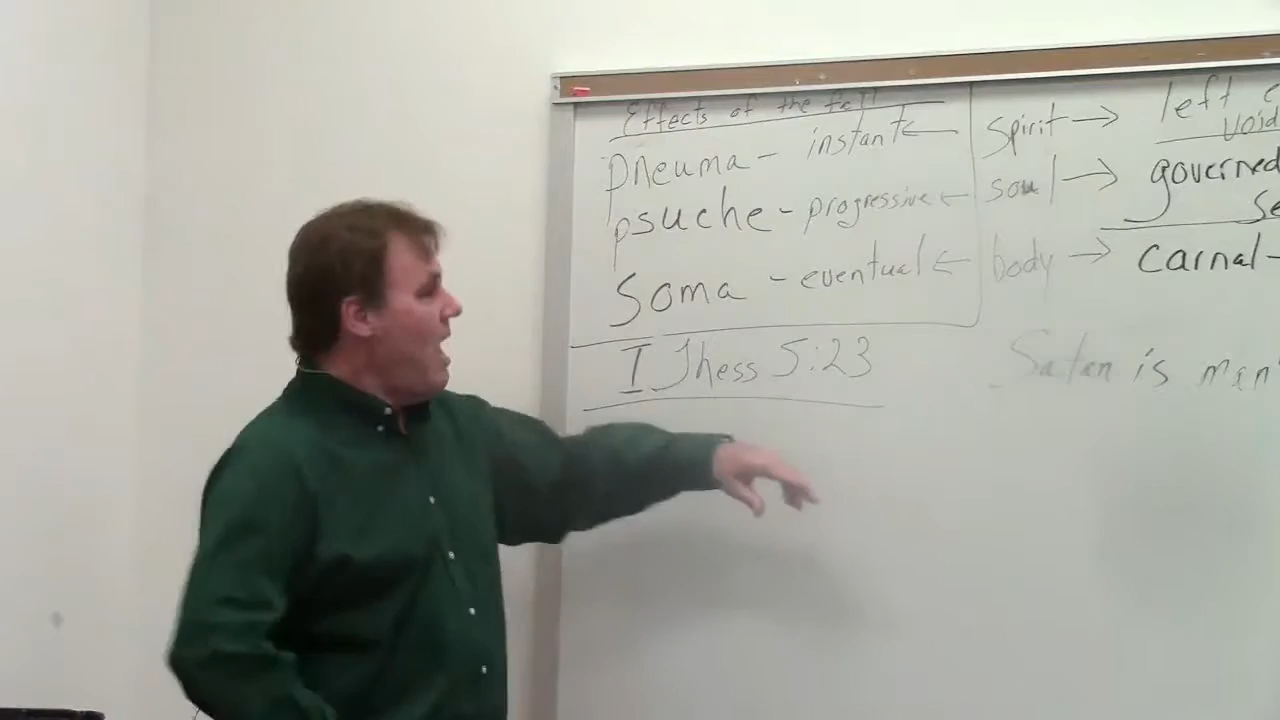 Effects of the fall
pneuma - instant ← spirit → left
void
psuche - progressive ← soul → governed
Soma - eventual ← body → carnal -
I Thess 5:23
Satan is man'